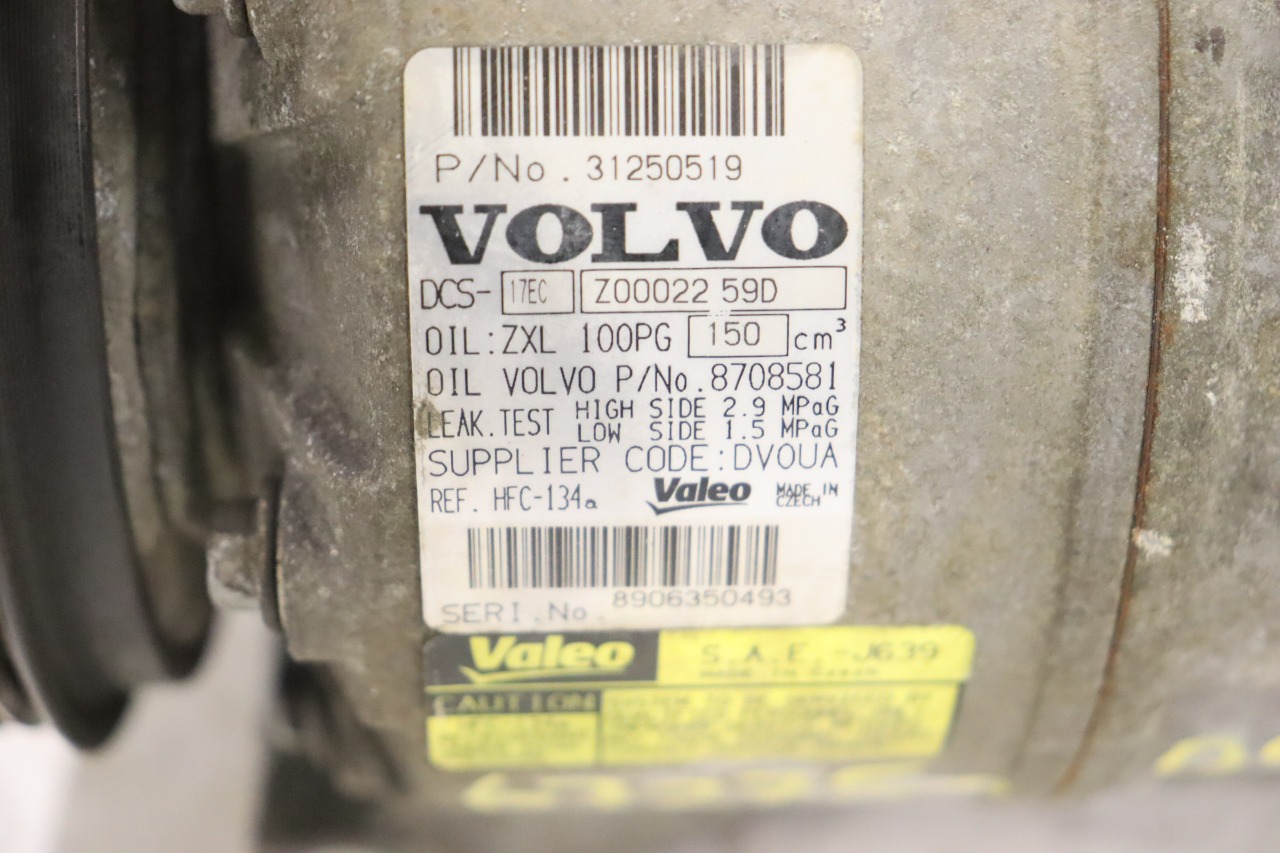 P/No. 31250519
VOLVO
DCS- 17EC Z00022 59D
OIL:ZXL 100PG 150 cm³
OIL VOLVO P/No.8708581
LEAK.TEST HIGH SIDE 2.9 MPaG
LOW SIDE 1.5 MPaG
SUPPLIER CODE:DVOUA
REF. HFC-134a Valeo MADE IN CZECH
SERI.No. 8906350493
Valeo S.A.E.-J639
CAUTION